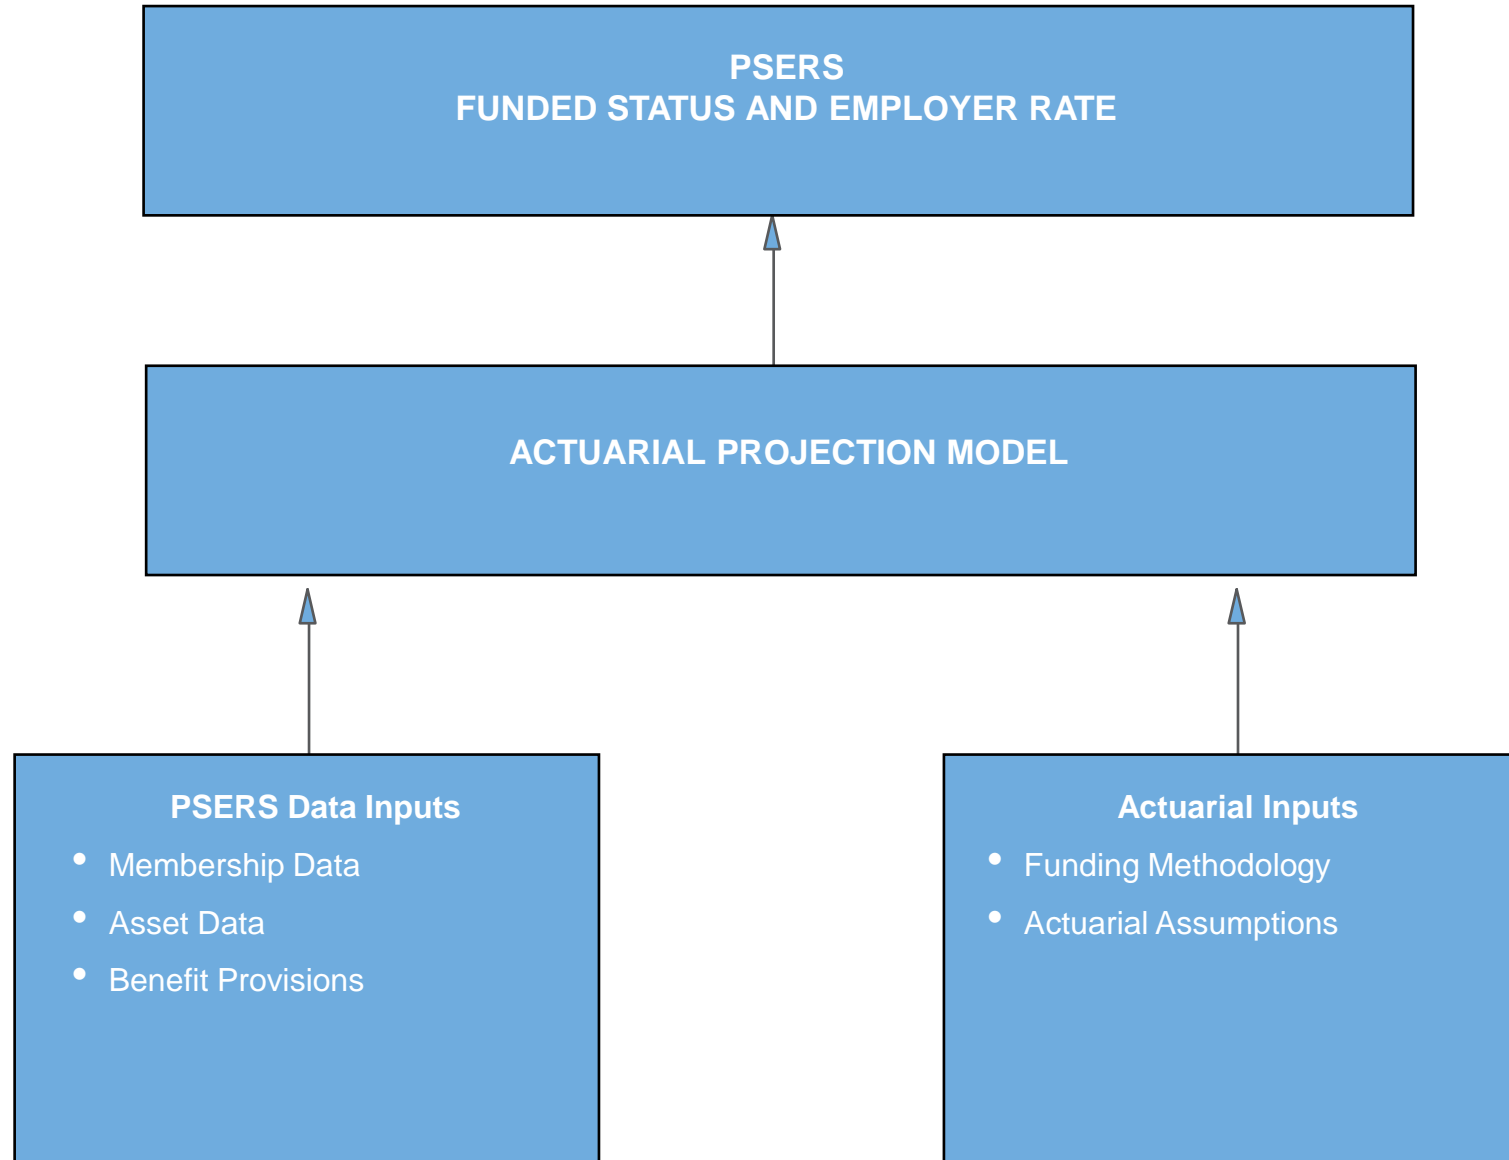 PSERS
FUNDED STATUS AND EMPLOYER RATE
ACTUARIAL PROJECTION MODEL
PSERS Data Inputs
• Membership Data
• Asset Data
• Benefit Provisions
Actuarial Inputs
• Funding Methodology
• Actuarial Assumptions